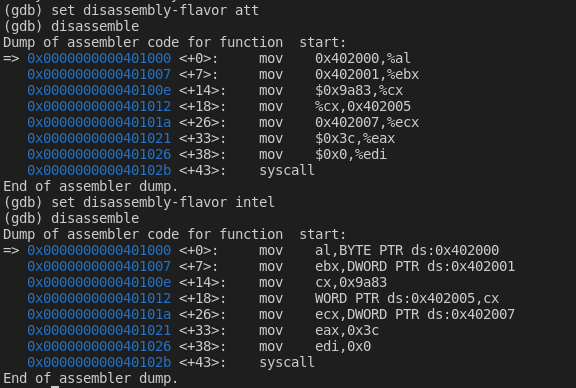 (gdb) set disassembly-flavor att
(gdb) disassemble
Dump of assembler code for function  start:
=> 0x0000000000401000 <+0>:    mov    0x402000,%al
   0x0000000000401007 <+7>:    mov    0x402001,%ebx
   0x000000000040100e <+14>:   mov    $0x9a83,%cx
   0x0000000000401012 <+18>:   mov    %cx,0x402005
   0x000000000040101a <+26>:   mov    0x402007,%ecx
   0x0000000000401021 <+33>:   mov    $0x3c,%eax
   0x0000000000401026 <+38>:   mov    $0x0,%edi
   0x000000000040102b <+43>:   syscall
End of assembler dump.
(gdb) set disassembly-flavor intel
(gdb) disassemble
Dump of assembler code for function  start:
=> 0x0000000000401000 <+0>:    mov    al,BYTE PTR ds:0x402000
   0x0000000000401007 <+7>:    mov    ebx,DWORD PTR ds:0x402001
   0x000000000040100e <+14>:   mov    cx,0x9a83
   0x0000000000401012 <+18>:   mov    WORD PTR ds:0x402005,cx
   0x000000000040101a <+26>:   mov    ecx,DWORD PTR ds:0x402007
   0x0000000000401021 <+33>:   mov    eax,0x3c
   0x0000000000401026 <+38>:   mov    edi,0x0
   0x000000000040102b <+43>:   syscall
End of assembler dump.